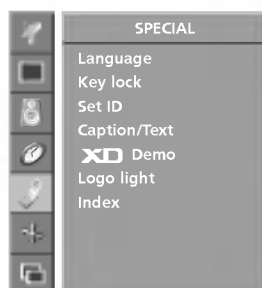 SPECIAL
Language
Key lock
Set ID
Caption/Text
XD Demo
Logo light
Index